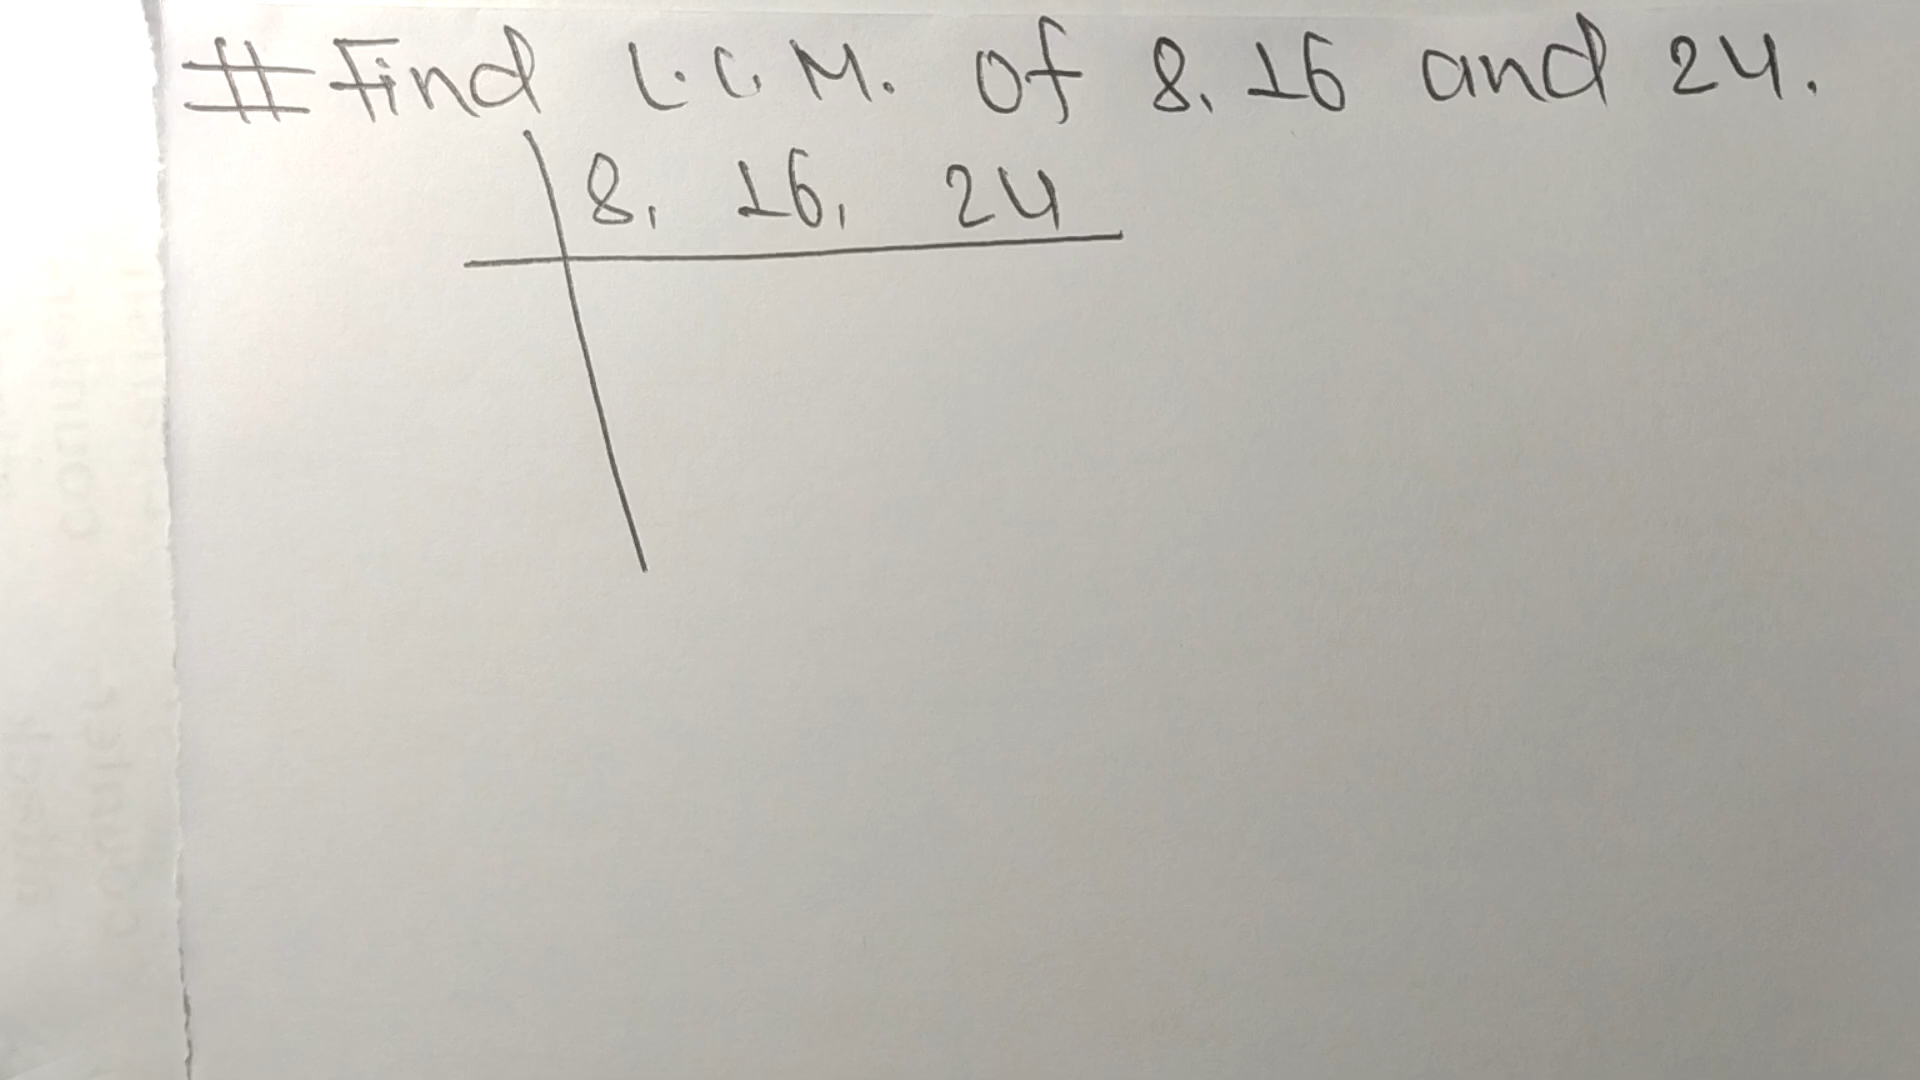 # Find L.C.M. of 8, 16 and 24.
8, 16, 24